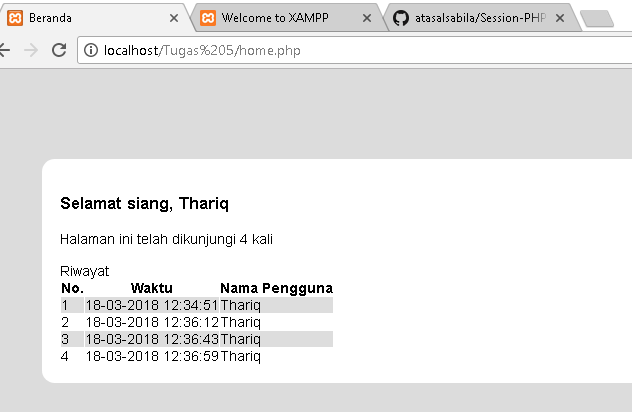 Beranda Welcome to XAMPP atasalsabila/Session-PHP
localhost/Tugas%205/home.php
Selamat siang, Thariq
Halaman ini telah dikunjungi 4 kali
Riwayat
No. Waktu Nama Pengguna
1 18-03-2018 12:34:51 Thariq
2 18-03-2018 12:36:12 Thariq
3 18-03-2018 12:36:43 Thariq
4 18-03-2018 12:36:59 Thariq